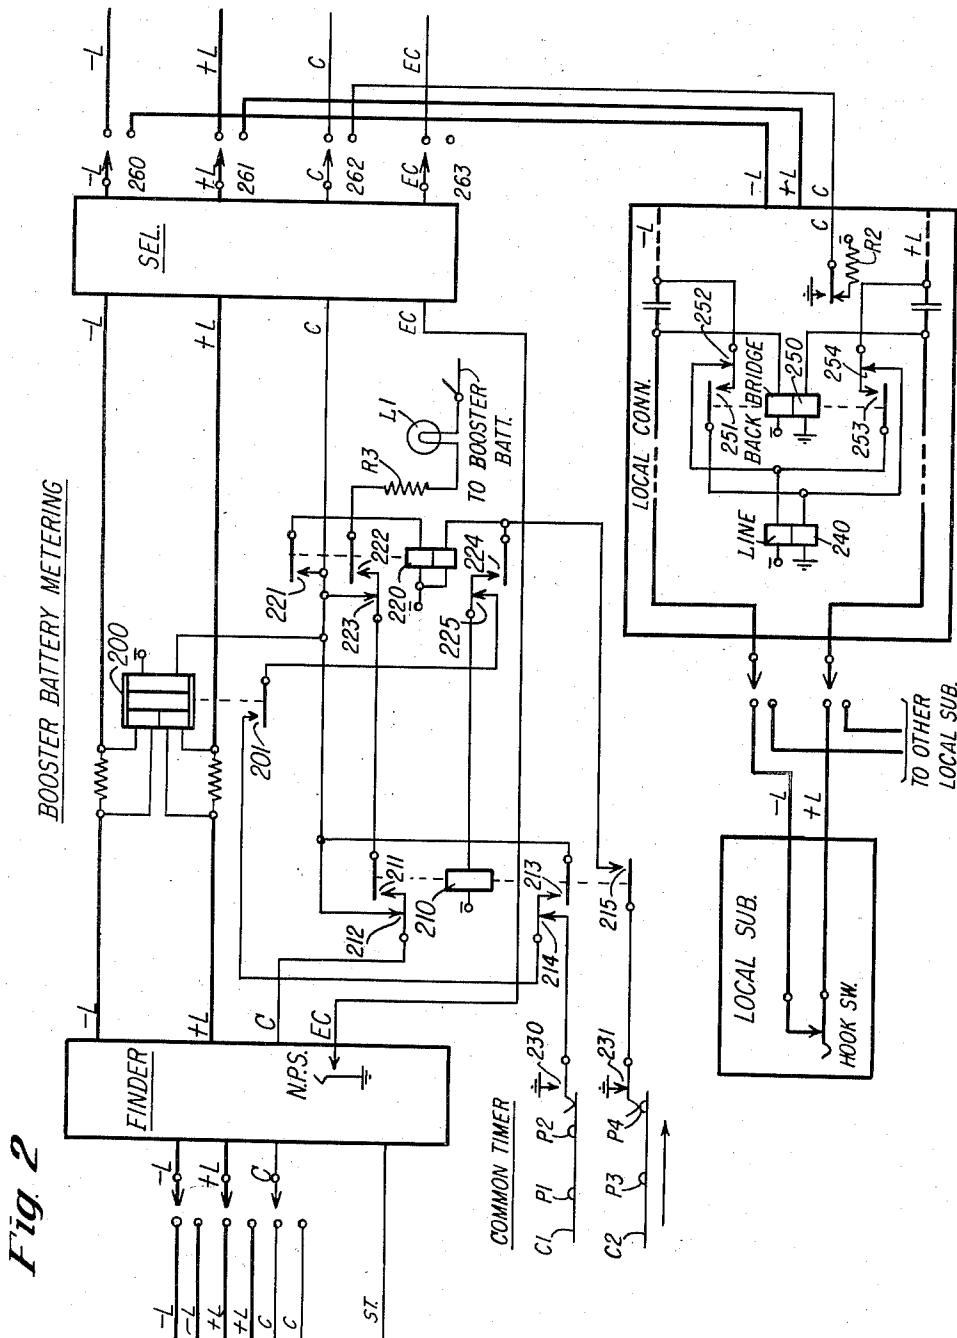 Fig. 2
BOOSTER BATTERY METERING
-L
-L
+L
+L
C
C
ST.
-L
+L
C
FINDER
N.P.S.
-L
+L
C
EC
200
201
212
211
210
214
213
215
221
222
223
220
224
225
R3
L1
TO BOOSTER
BATT.
-L
+L
C
EC
SEL.
-L
260
+L
261
C
262
EC
263
-L
+L
C
EC
COMMON TIMER
C1
P1
P2
230
C2
P3
P4
231
LOCAL SUB.
HOOK SW.
-L
+L
TO OTHER
LOCAL SUB.
LOCAL CONN.
LINE
240
BACK BRIDGE
250
251
252
253
254
-L
+L
C
R2
-L
+L
C